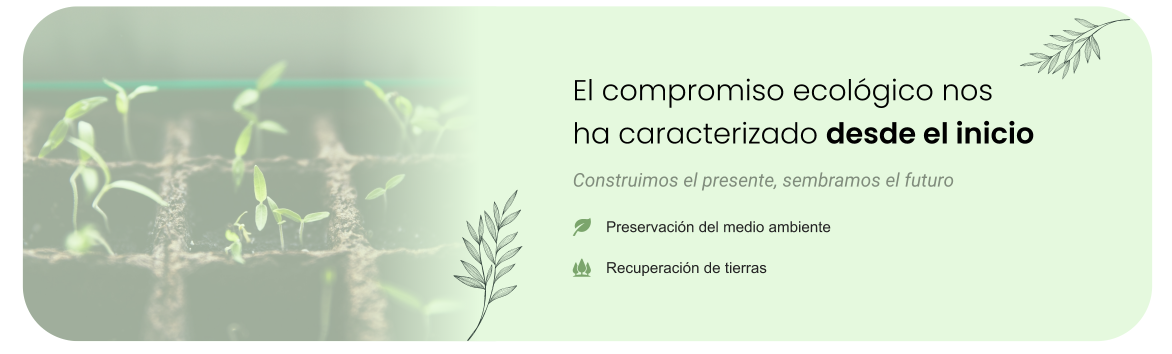 El compromiso ecológico nos
ha caracterizado desde el inicio
Construimos el presente, sembramos el futuro
Preservación del medio ambiente
Recuperación de tierras